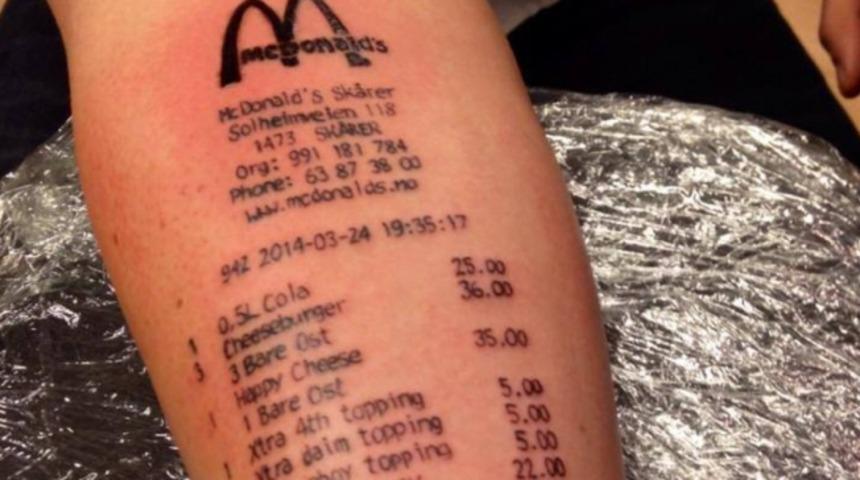 McDonald's
McDonald's Skårer
Solheimveien 118
1473 SKÅRER
Org: 991 181 784
Phone: 63 87 38 00
www.mcdonalds.no
942 2014-03-24 19:35:17
1 0.5L Cola 25.00
3 Cheeseburger 36.00
3 Bare Ost
Happy Cheese 35.00
1 1 Bare Ost
xtra 4th topping 5.00
1 xtra daim topping 5.00
topping 5.00
22.00